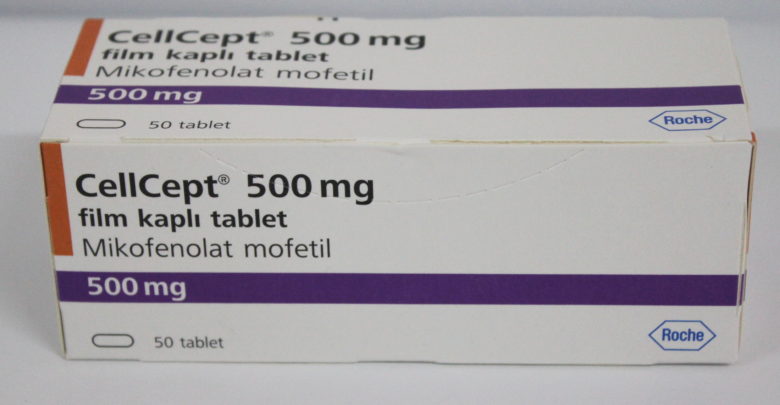 CellCept® 500 mg
film kaplı tablet
Mikofenolat mofetil
500 mg
50 tablet
Roche
CellCept® 500 mg
film kaplı tablet
Mikofenolat mofetil
500 mg
50 tablet
Roche